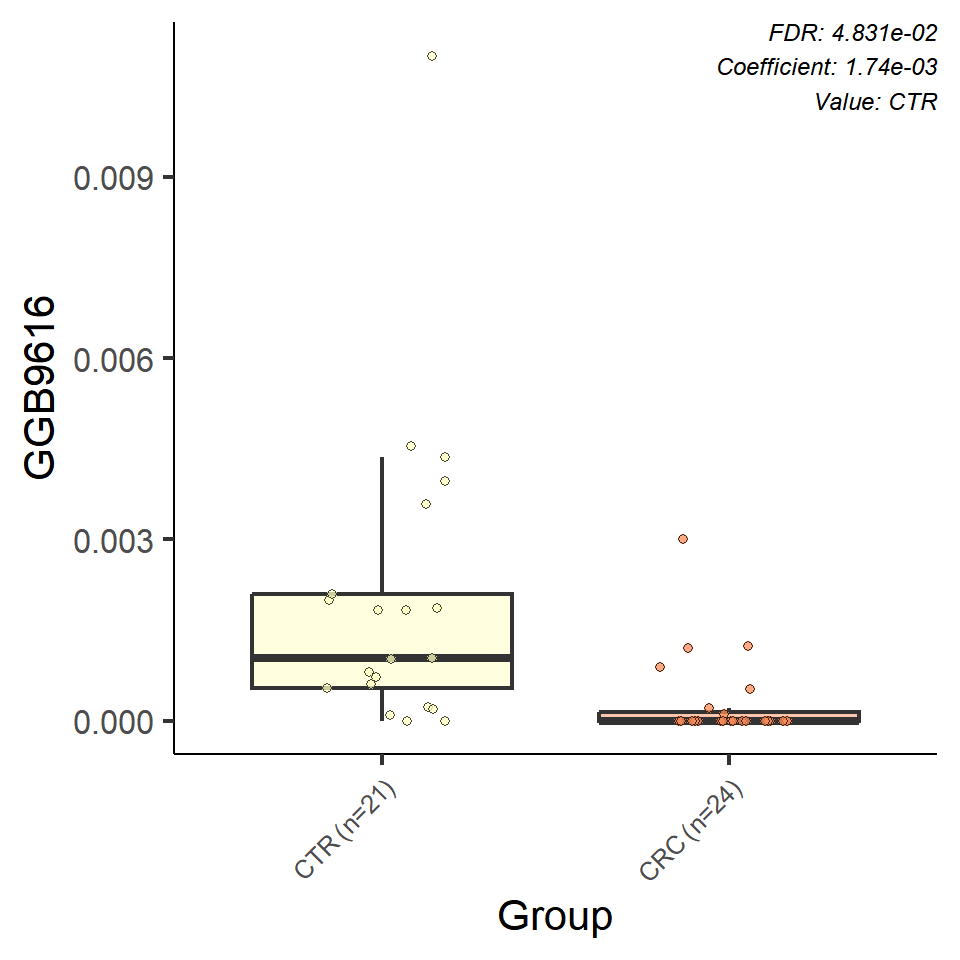 FDR: 4.831e-02
Coefficient: 1.74e-03
Value: CTR
0.009
0.006
0.003
0.000
GGB9616
CTR (n=21)
CRC (n=24)
Group